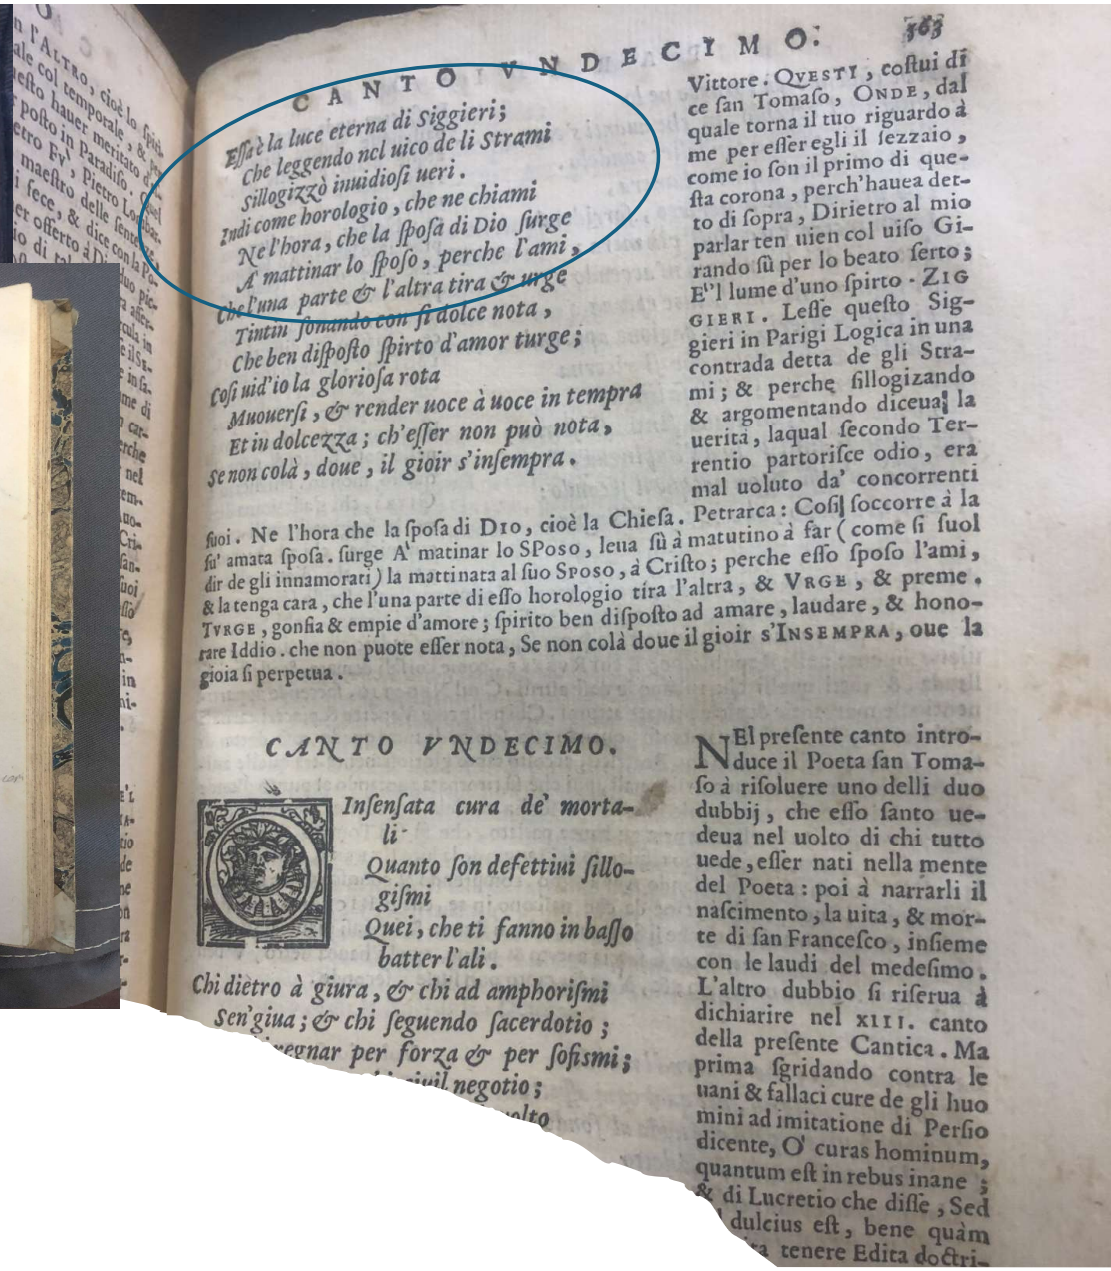 CANTO VNDECIMO. 363
Essa è la luce eterna di Siggieri;
Che leggendo nel uico de li Strami
Sillogizzò inuidiosi ueri.
Indi come horologio, che ne chiami
Ne l'hora, che la sposa di Dio surge
A' mattinar lo sposo, perche l'ami,
Che l'una parte & l'altra tira & urge
Tintin sonando con si dolce nota,
Che ben disposto spirto d'amor turge;
Cosi uid'io la gloriosa rota
Muouersi, & render uoce à uoce in tempra
Et in dolcezza; ch'esser non può nota,
Se non colà, doue, il gioir s'insempra.
Vittore. QVESTI, costui di
ce san Tomaso, ONDE, dal
quale torna il tuo riguardo à
me per esser egli il sezzaio,
come io son il primo di que-
sta corona, perch'hauea det-
to di sopra, Dirietro al mio
parlar ten uien col uiso Gi-
rando sù per lo beato serto;
E'l lume d'uno spirto. ZIG
GIERI. Lesse questo Sig-
gieri in Parigi Logica in una
contrada detta de gli Stra-
mi; & perche sillogizando
& argomentando diceua la
uerità, laqual secondo Ter-
rentio partorisce odio, era
mal uoluto da' concorrenti
suoi. Ne l'hora che la sposa di DIO, cioè la Chiesa. Petrarca: Cosi soccorre à la
su' amata sposa. surge A' matinar lo SPoso, leua sù à matutino à far (come si suol
dir de gli innamorati) la mattinata al suo SPOSO, à Cristo; perche esso sposo l'ami,
& la tenga cara, che l'una parte di esso horologio tira l'altra, & VRGE, & preme.
TVRGE, gonfia & empie d'amore; spirito ben disposto ad amare, laudare, & hono-
rare Iddio. che non puote esser nota, Se non colà doue il gioir s'INSEMPRA, oue la
gioia si perpetua.
CANTO VNDECIMO.
Insensata cura de' morta-
li
Quanto son defettiui sillo-
gismi
Quei, che ti fanno in basso
batter l'ali.
Chi dietro à giura, & chi ad amphorismi
Sen' giua; & chi seguendo sacerdotio;
regnar per forza & per sofismi;
ciuil negotio;
NEl presente canto intro-
duce il Poeta san Toma-
so à risoluere uno delli duo
dubbij, che esso santo ue-
deua nel uolto di chi tutto
uede, esser nati nella mente
del Poeta: poi à narrarli il
nascimento, la uita, & mor-
te di san Francesco, insieme
con le laudi del medesimo.
L'altro dubbio si riserua à
dichiarire nel XIII. canto
della presente Cantica. Ma
prima sgridando contra le
uani & fallaci cure de gli huo
mini ad imitatione di Persio
dicente, O' curas hominum,
quantum est in rebus inane;
& di Lucretio che disse, Sed
dulcius est, bene quàm
tenere Edita doctri-